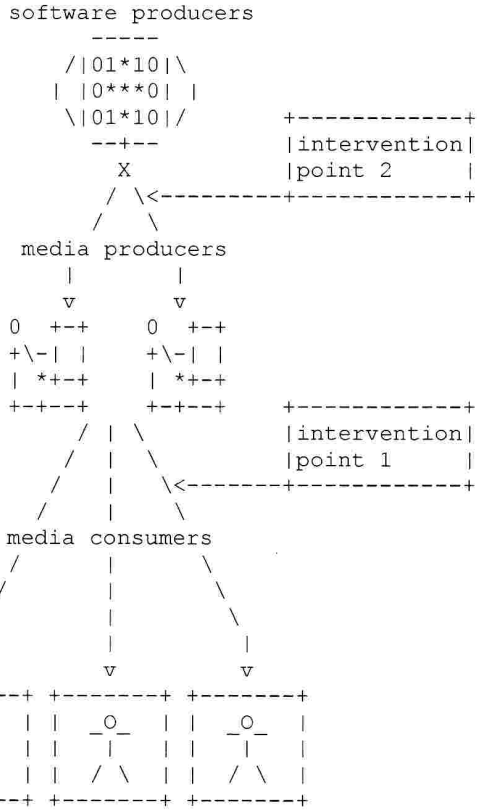 software producers
01*10
0***0
01*10
X
intervention
point 2
media producers
intervention
point 1
media consumers